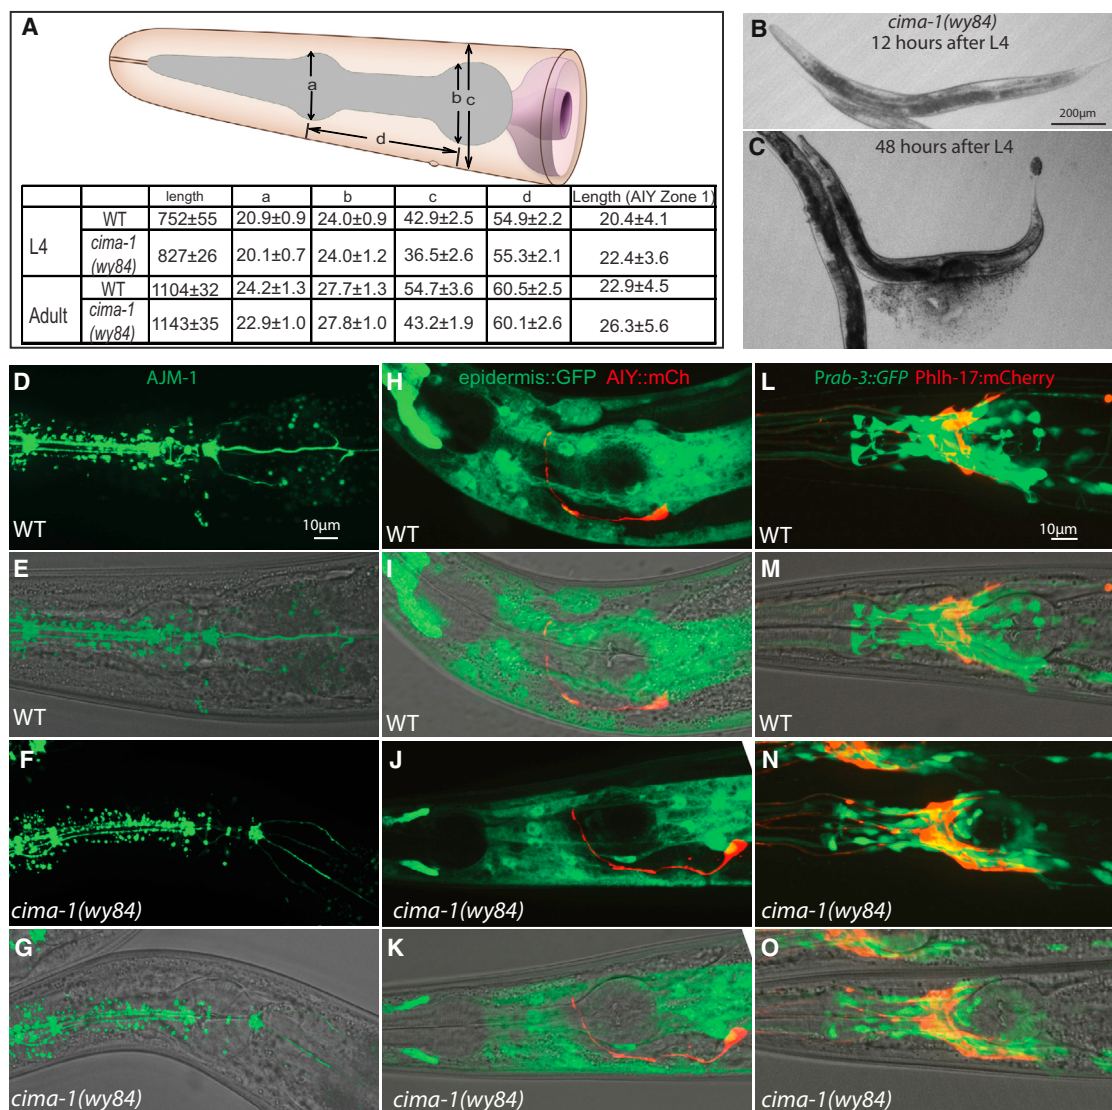 A
a
b
c
d
length a b c d Length (AIY Zone 1)
L4 WT 752±55 20.9±0.9 24.0±0.9 42.9±2.5 54.9±2.2 20.4±4.1
cima-1 (wy84) 827±26 20.1±0.7 24.0±1.2 36.5±2.6 55.3±2.1 22.4±3.6
Adult WT 1104±32 24.2±1.3 27.7±1.3 54.7±3.6 60.5±2.5 22.9±4.5
cima-1 (wy84) 1143±35 22.9±1.0 27.8±1.0 43.2±1.9 60.1±2.6 26.3±5.6
B
cima-1(wy84)
12 hours after L4
200µm
C
48 hours after L4
D
AJM-1
WT
10µm
H
epidermis::GFP AIY::mCh
WT
L
Prab-3::GFP Phlh-17:mCherry
WT
10µm
E
WT
I
WT
M
WT
F
cima-1(wy84)
J
cima-1(wy84)
N
cima-1(wy84)
G
cima-1(wy84)
K
cima-1(wy84)
O
cima-1(wy84)